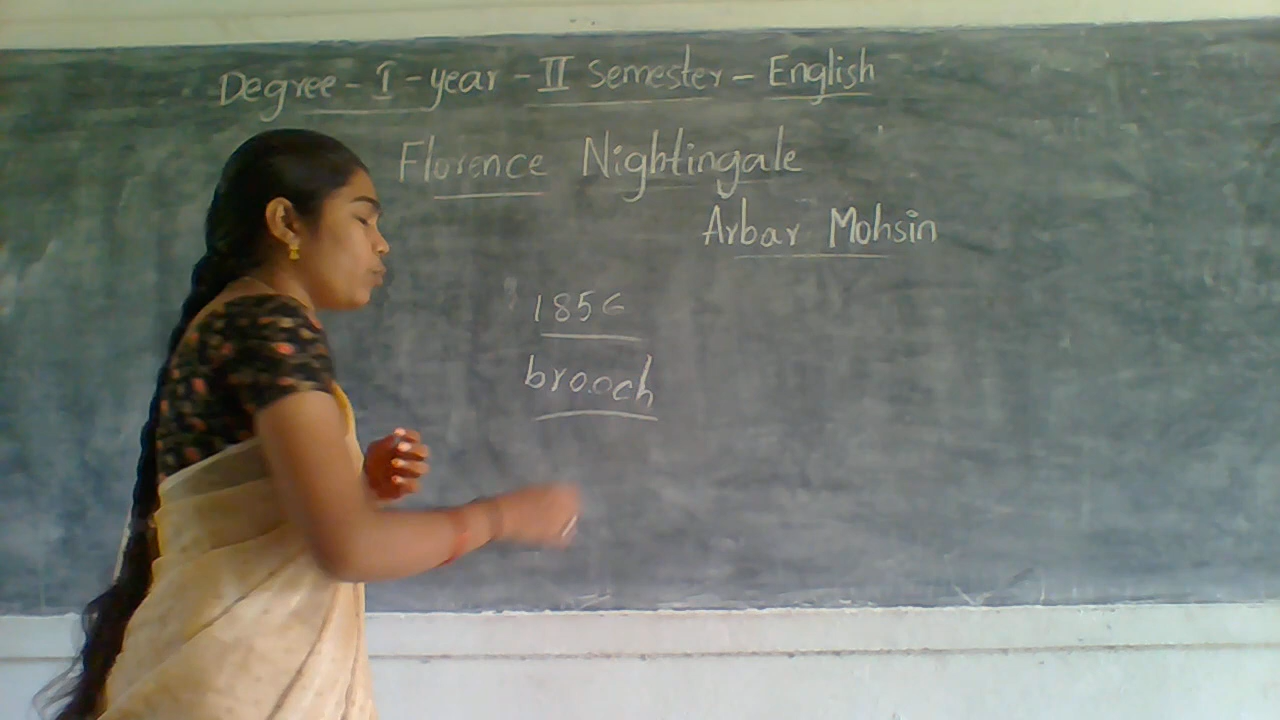 Degree - I - year - II Semester - English
Florence Nightingale
Arbar Mohsin
1856
brooch